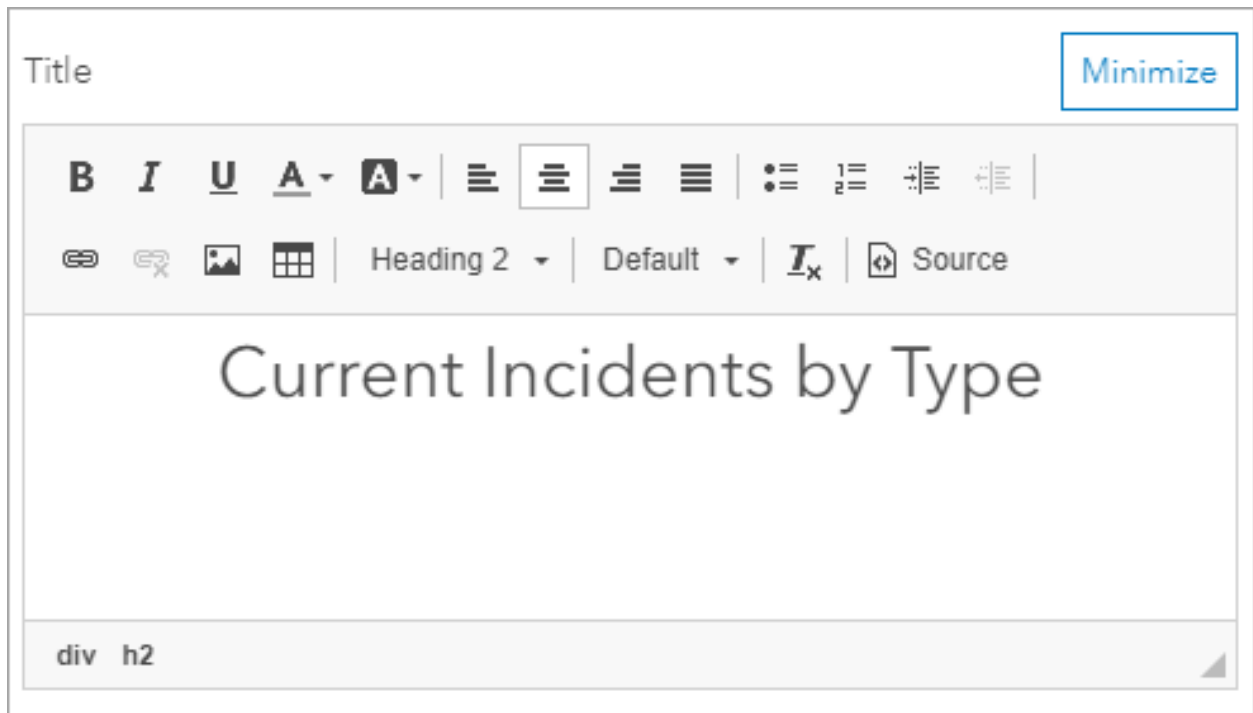 Title
Minimize
B I U A A
Heading 2 Default Source
Current Incidents by Type
div h2